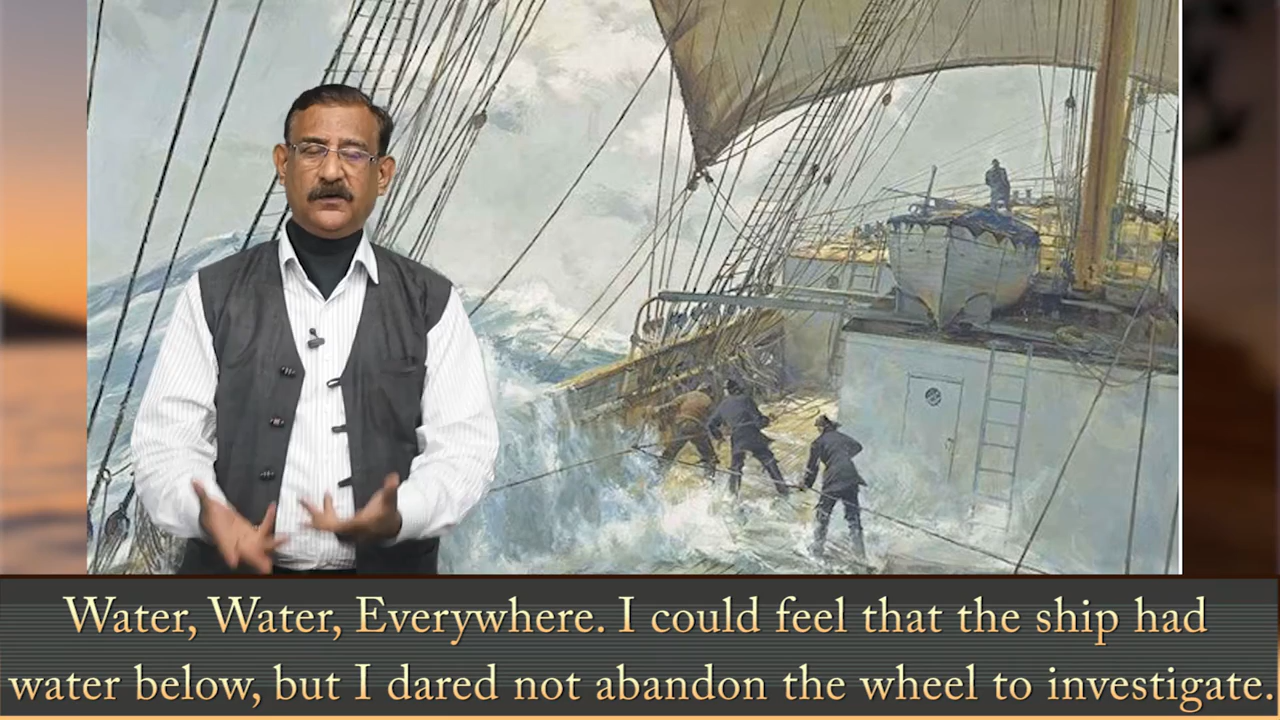 Water, Water, Everywhere. I could feel that the ship had
water below, but I dared not abandon the wheel to investigate.